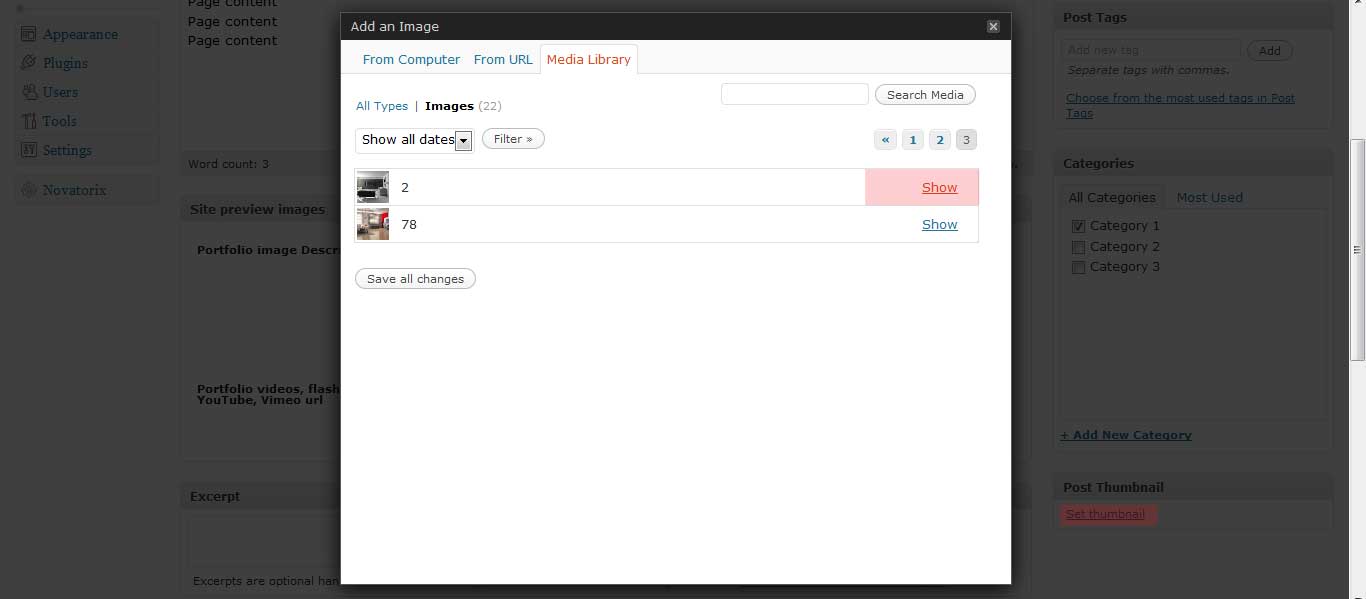 Page content
Page content
Page content
Appearance
Plugins
Users
Tools
Settings
Novatorix
Word count: 3
Site preview images
Portfolio image Descr
Portfolio videos, flash
YouTube, Vimeo url
Excerpt
Excerpts are optional han
Add an Image
From Computer From URL Media Library
All Types | Images (22)
Search Media
Show all dates Filter »
« 1 2 3
2 Show
78 Show
Save all changes
Post Tags
Add new tag Add
Separate tags with commas.
Choose from the most used tags in Post
Tags
Categories
All Categories Most Used
Category 1
Category 2
Category 3
+ Add New Category
Post Thumbnail
Set thumbnail